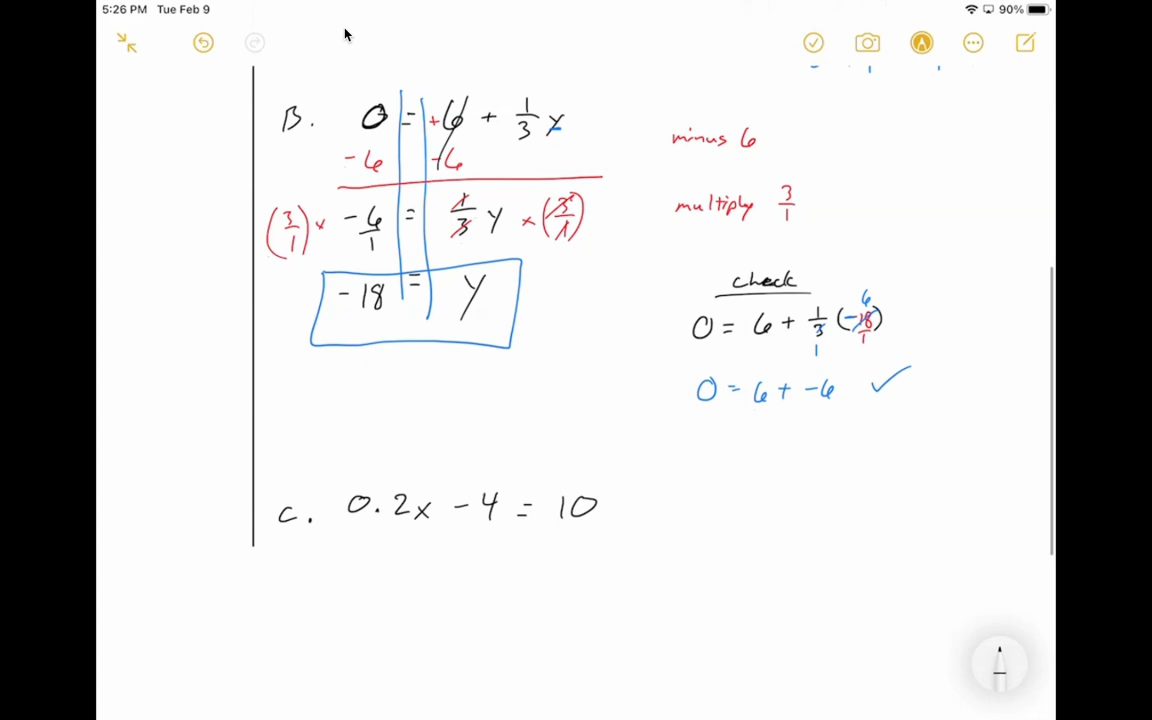 5:26 PM Tue Feb 9 90%
B. 0 = +6 + 1/3 y
-6 -6
minus 6
(3/1) × -6/1 = 1/3 y × (3/1)
multiply 3/1
-18 = y
check
0 = 6 + 1/3 (-18/1)
6
1
0 = 6 + -6 ✓
C. 0.2x - 4 = 10